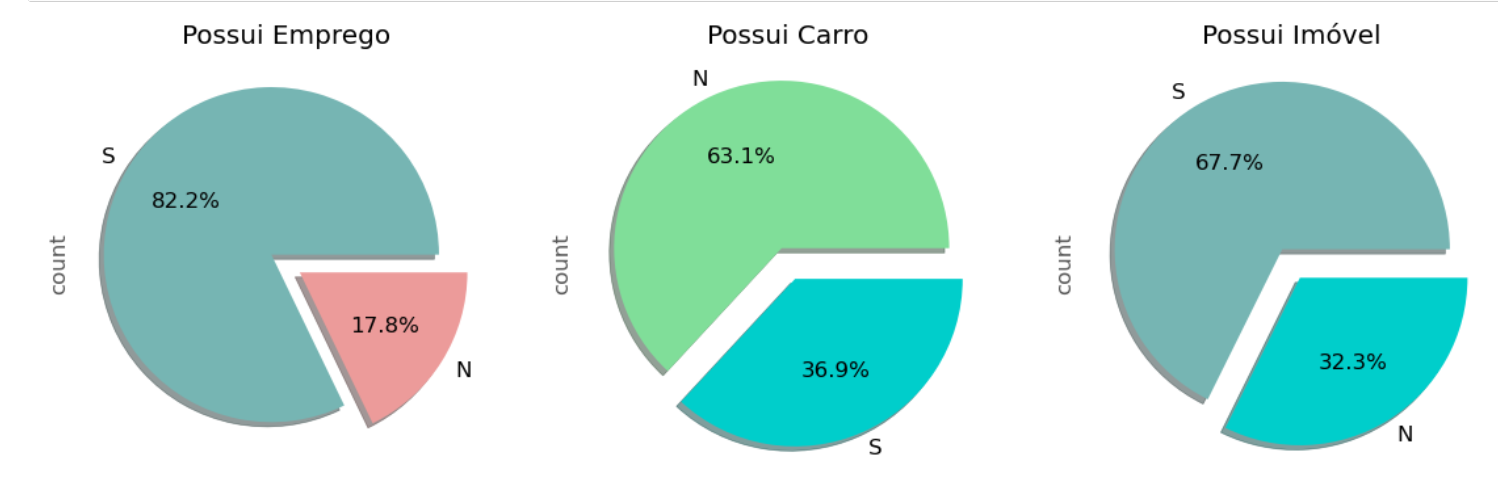 Possui Emprego
S
82.2%
17.8%
N
count
Possui Carro
N
63.1%
36.9%
S
count
Possui Imóvel
S
67.7%
32.3%
N
count